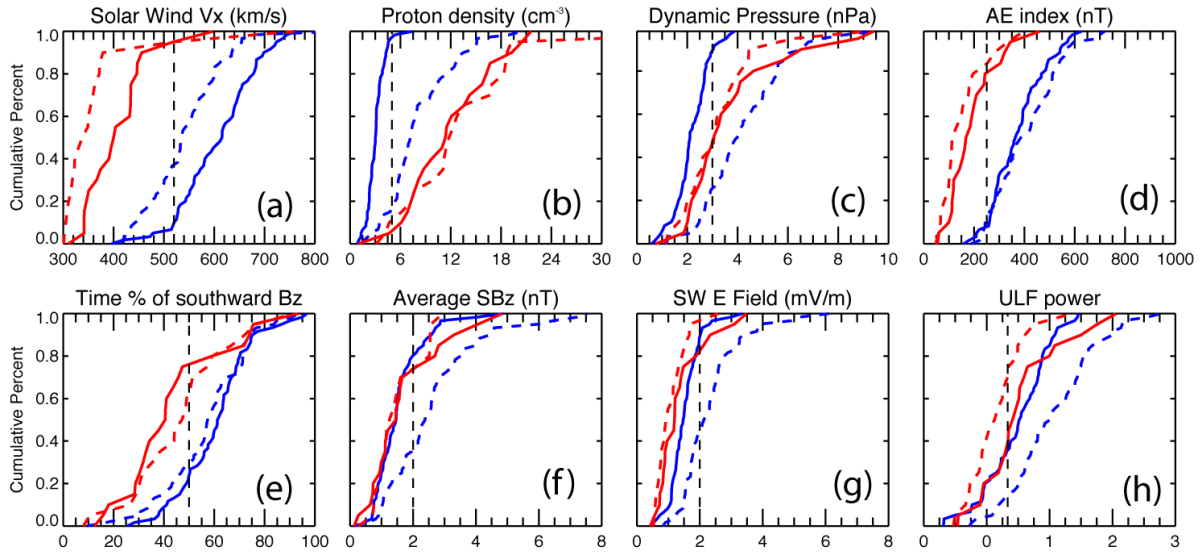 Solar Wind Vx (km/s)
Proton density (cm⁻³)
Dynamic Pressure (nPa)
AE index (nT)
Cumulative Percent
1.0
0.8
0.6
0.4
0.2
0.0
(a)
(b)
(c)
(d)
300 400 500 600 700 800
6 12 18 24 30
0 2 4 6 8 10
0 200 400 600 800 1000
Time % of southward Bz
Average SBz (nT)
SW E Field (mV/m)
ULF power
Cumulative Percent
1.0
0.8
0.6
0.4
0.2
0.0
(e)
(f)
(g)
(h)
0 20 40 60 80 100
0 2 4 6 8
0 2 4 6 8
0 1 2 3